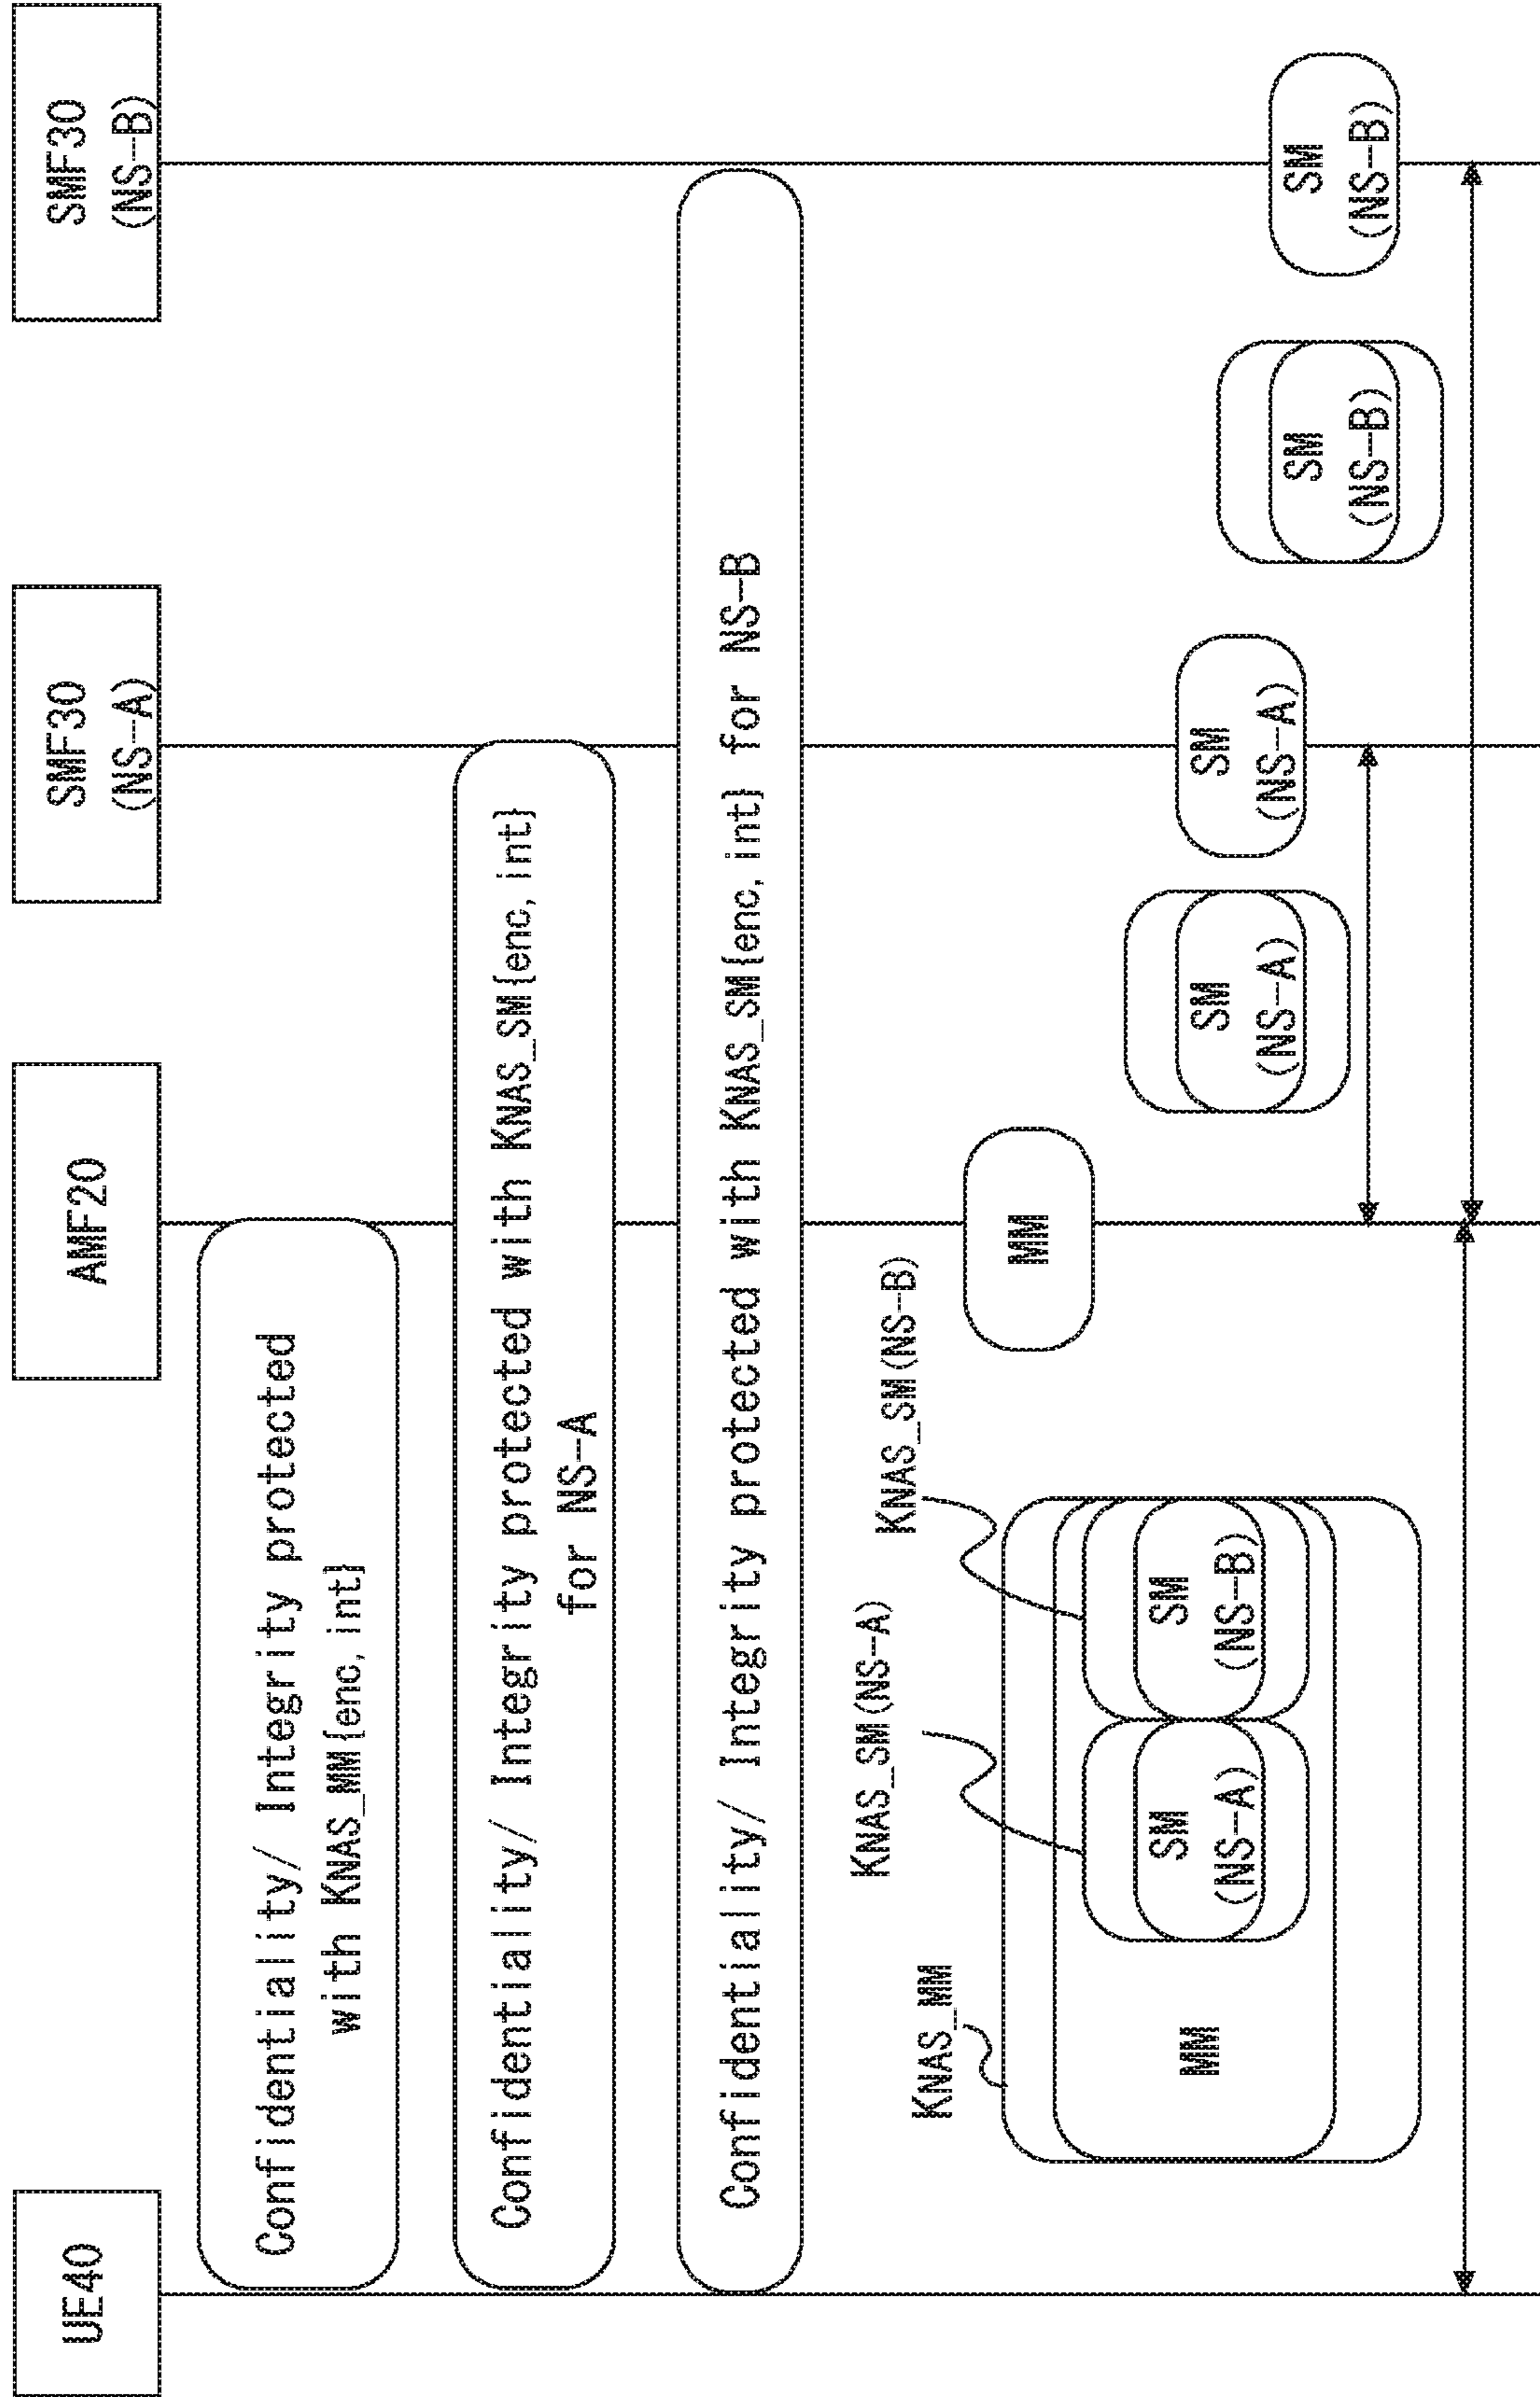 UE40
AMF20
SMF30
(NS-A)
SMF30
(NS-B)
Confidentiality/ Integrity protected
with KNAS_MM{enc, int}
Confidentiality/ Integrity protected with KNAS_SM{enc, int}
for NS-A
Confidentiality/ Integrity protected with KNAS_SM{enc, int} for NS-B
KNAS_MM
KNAS_SM(NS-A)
KNAS_SM(NS-B)
MM
SM
(NS-A)
SM
(NS-B)
MM
SM
(NS-A)
SM
(NS-A)
SM
(NS-B)
SM
(NS-B)